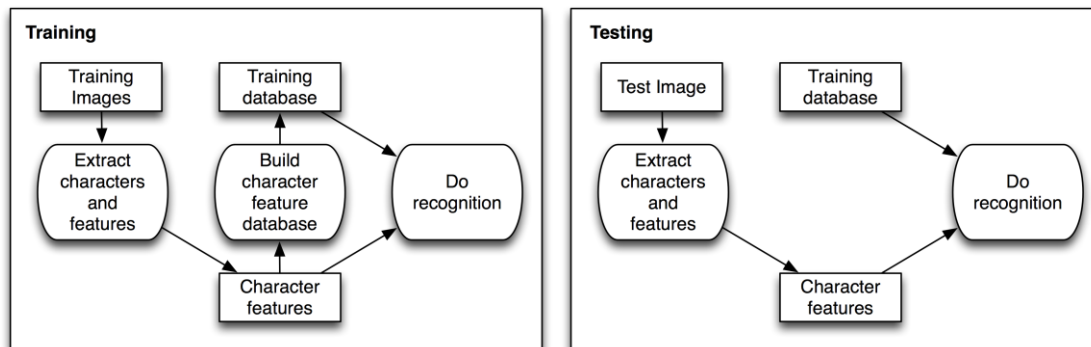 Training
Training
Images
Extract
characters
and
features
Training
database
Build
character
feature
database
Character
features
Do
recognition
Testing
Test Image
Extract
characters
and
features
Training
database
Character
features
Do
recognition